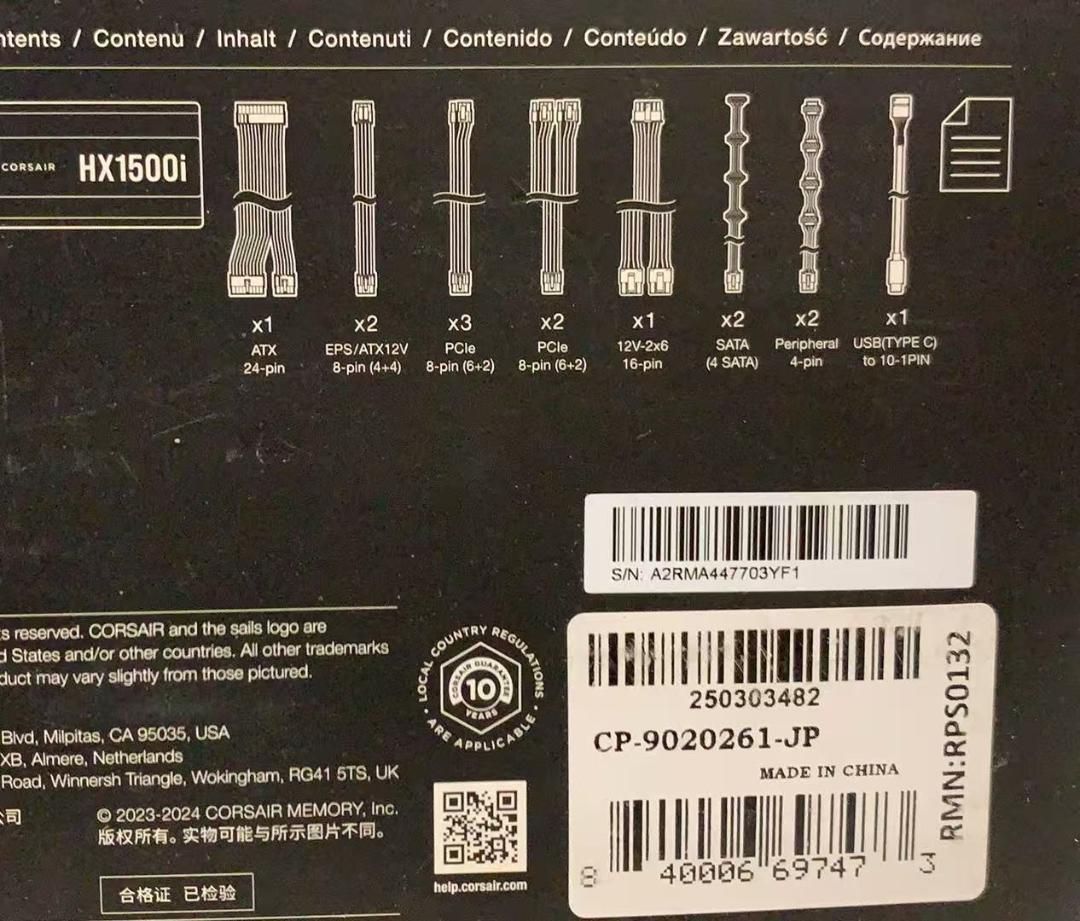 ntents / Contenu / Inhalt / Contenuti / Contenido / Conteúdo / Zawartość / Содержание
CORSAIR HX1500i
x1
ATX
24-pin
x2
EPS/ATX12V
8-pin (4+4)
x3
PCIe
8-pin (6+2)
x2
PCIe
8-pin (6+2)
x1
12V-2x6
16-pin
x2
SATA
(4 SATA)
x2
Peripheral
4-pin
x1
USB(TYPE C)
to 10-1PIN
S/N: A2RMA447703YF1
s reserved. CORSAIR and the sails logo are
d States and/or other countries. All other trademarks
duct may vary slightly from those pictured.
Blvd, Milpitas, CA 95035, USA
XB, Almere, Netherlands
Road, Winnersh Triangle, Wokingham, RG41 5TS, UK
公司
© 2023-2024 CORSAIR MEMORY, Inc.
版权所有。实物可能与所示图片不同。
合格证 已检验
LOCAL COUNTRY REGULATIONS
• ARE APPLICABLE •
CORSAIR GUARANTEE
10
YEARS
help.corsair.com
250303482
CP-9020261-JP
MADE IN CHINA
8 40006 69747 3
RMN:RPS0132